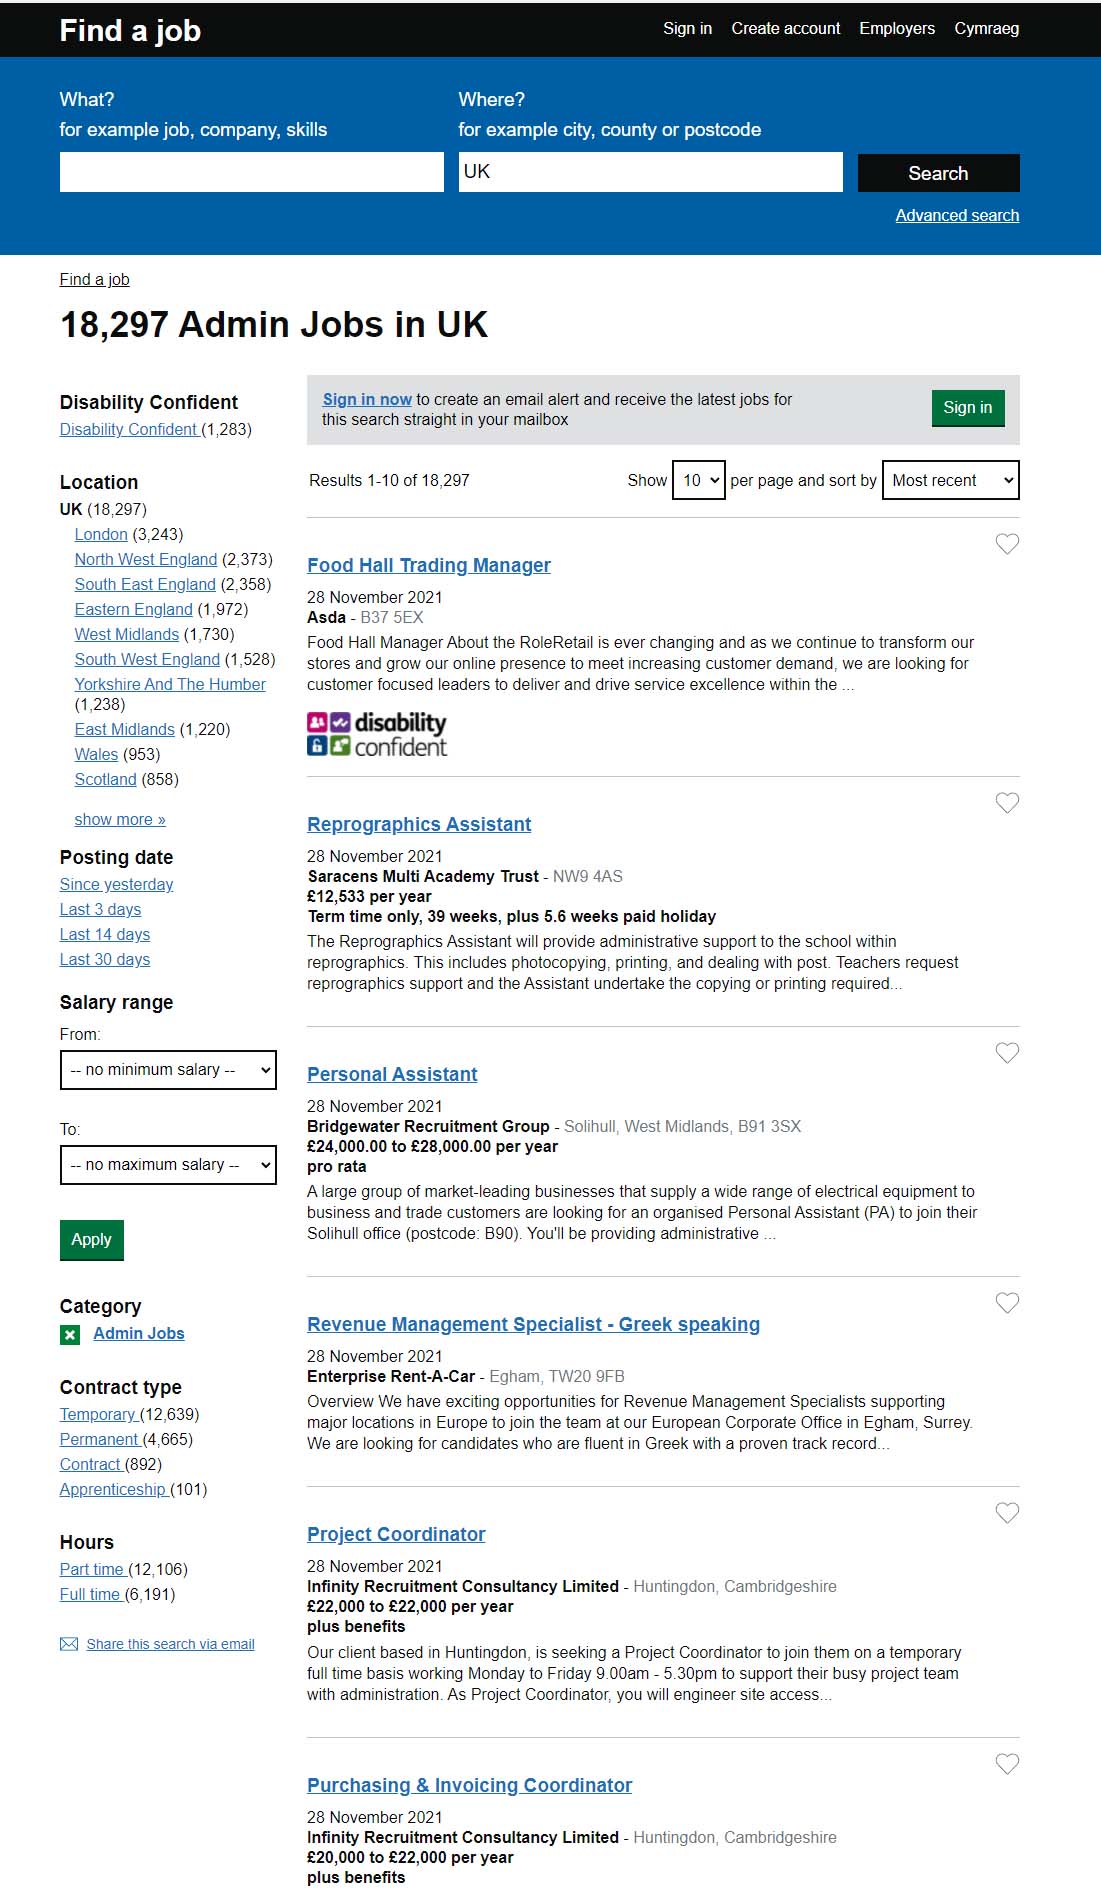 Find a job
Sign in Create account Employers Cymraeg
What?
for example job, company, skills
Where?
for example city, county or postcode
UK
Search
Advanced search
Find a job
18,297 Admin Jobs in UK
Disability Confident
Disability Confident (1,283)
Location
UK (18,297)
London (3,243)
North West England (2,373)
South East England (2,358)
Eastern England (1,972)
West Midlands (1,730)
South West England (1,528)
Yorkshire And The Humber
(1,238)
East Midlands (1,220)
Wales (953)
Scotland (858)
show more »
Posting date
Since yesterday
Last 3 days
Last 14 days
Last 30 days
Salary range
From:
-- no minimum salary --
To:
-- no maximum salary --
Apply
Category
Admin Jobs
Contract type
Temporary (12,639)
Permanent (4,665)
Contract (892)
Apprenticeship (101)
Hours
Part time (12,106)
Full time (6,191)
Share this search via email
Sign in now to create an email alert and receive the latest jobs for
this search straight in your mailbox
Sign in
Results 1-10 of 18,297
Show 10 per page and sort by Most recent
Food Hall Trading Manager
28 November 2021
Asda - B37 5EX
Food Hall Manager About the RoleRetail is ever changing and as we continue to transform our
stores and grow our online presence to meet increasing customer demand, we are looking for
customer focused leaders to deliver and drive service excellence within the ...
disability
confident
Reprographics Assistant
28 November 2021
Saracens Multi Academy Trust - NW9 4AS
£12,533 per year
Term time only, 39 weeks, plus 5.6 weeks paid holiday
The Reprographics Assistant will provide administrative support to the school within
reprographics. This includes photocopying, printing, and dealing with post. Teachers request
reprographics support and the Assistant undertake the copying or printing required...
Personal Assistant
28 November 2021
Bridgewater Recruitment Group - Solihull, West Midlands, B91 3SX
£24,000.00 to £28,000.00 per year
pro rata
A large group of market-leading businesses that supply a wide range of electrical equipment to
business and trade customers are looking for an organised Personal Assistant (PA) to join their
Solihull office (postcode: B90). You'll be providing administrative ...
Revenue Management Specialist - Greek speaking
28 November 2021
Enterprise Rent-A-Car - Egham, TW20 9FB
Overview We have exciting opportunities for Revenue Management Specialists supporting
major locations in Europe to join the team at our European Corporate Office in Egham, Surrey.
We are looking for candidates who are fluent in Greek with a proven track record...
Project Coordinator
28 November 2021
Infinity Recruitment Consultancy Limited - Huntingdon, Cambridgeshire
£22,000 to £22,000 per year
plus benefits
Our client based in Huntingdon, is seeking a Project Coordinator to join them on a temporary
full time basis working Monday to Friday 9.00am - 5.30pm to support their busy project team
with administration. As Project Coordinator, you will engineer site access...
Purchasing & Invoicing Coordinator
28 November 2021
Infinity Recruitment Consultancy Limited - Huntingdon, Cambridgeshire
£20,000 to £22,000 per year
plus benefits